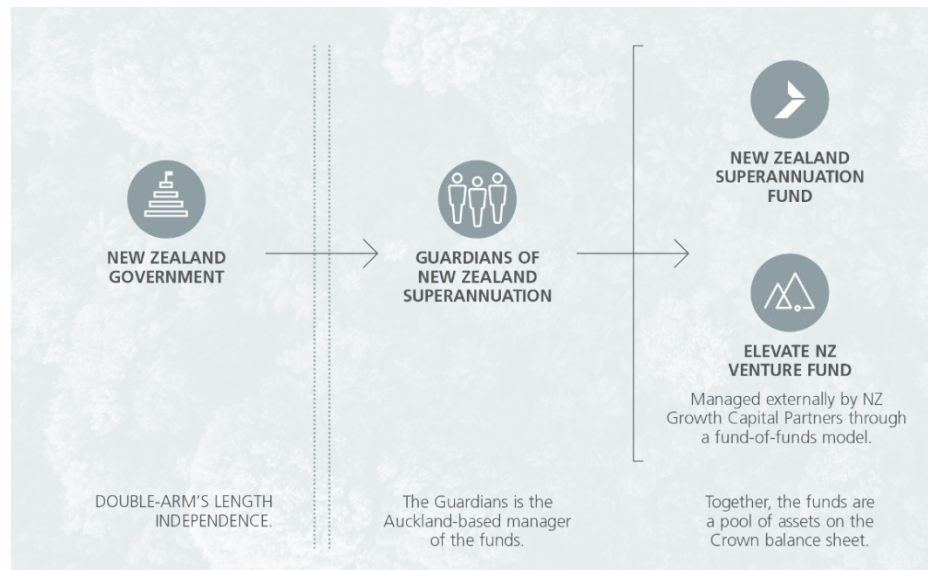 NEW ZEALAND
GOVERNMENT
DOUBLE-ARM'S LENGTH
INDEPENDENCE.
GUARDIANS OF
NEW ZEALAND
SUPERANNUATION
The Guardians is the
Auckland-based manager
of the funds.
NEW ZEALAND
SUPERANNUATION
FUND
ELEVATE NZ
VENTURE FUND
Managed externally by NZ
Growth Capital Partners through
a fund-of-funds model.
Together, the funds are
a pool of assets on the
Crown balance sheet.